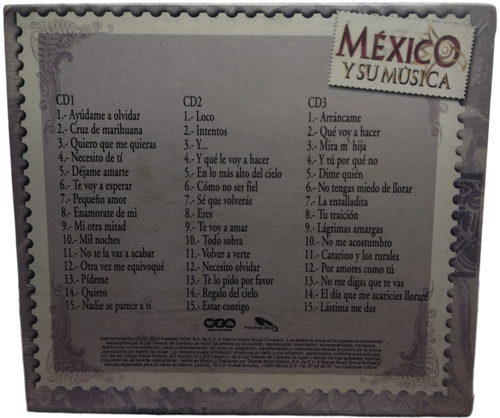 MÉXICO
Y SU MÚSICA
CD1
1.- Ayúdame a olvidar
2.- Cruz de marihuana
3.- Quiero que me quieras
4.- Necesito de tí
5.- Déjame amarte
6.- Te voy a esperar
7.- Pequeño amor
8.- Enamorate de mi
9.- Mi otra mitad
10.- Mil noches
11.- No te la vas a acabar
12.- Otra vez me equivoqué
13.- Pídeme
14.- Quiero
15.- Nadie se parece a tí
CD2
1.- Loco
2.- Intentos
3.- Y...
4.- Y qué le voy a hacer
5.- En lo más alto del cielo
6.- Cómo no ser fiel
7.- Sé que volverás
8.- Eres
9.- Te voy a amar
10.- Todo sobra
11.- Volver a verte
12.- Necesito olvidar
13.- Te lo pido por favor
14.- Regalo del cielo
15.- Estar contigo
CD3
1.- Arráncame
2.- Qué voy a hacer
3.- Mira m' hija
4.- Y tú por qué no
5.- Dime quién
6.- No tengas miedo de llorar
7.- La entalladita
8.- Tu traición
9.- Lágrimas amargas
10.- No me acostumbro
11.- Catarino y los rurales
12.- Por amores como tú
13.- No me digas que te vas
14.- El día que me acaricies lloraré
15.- Lástima me das
WSM